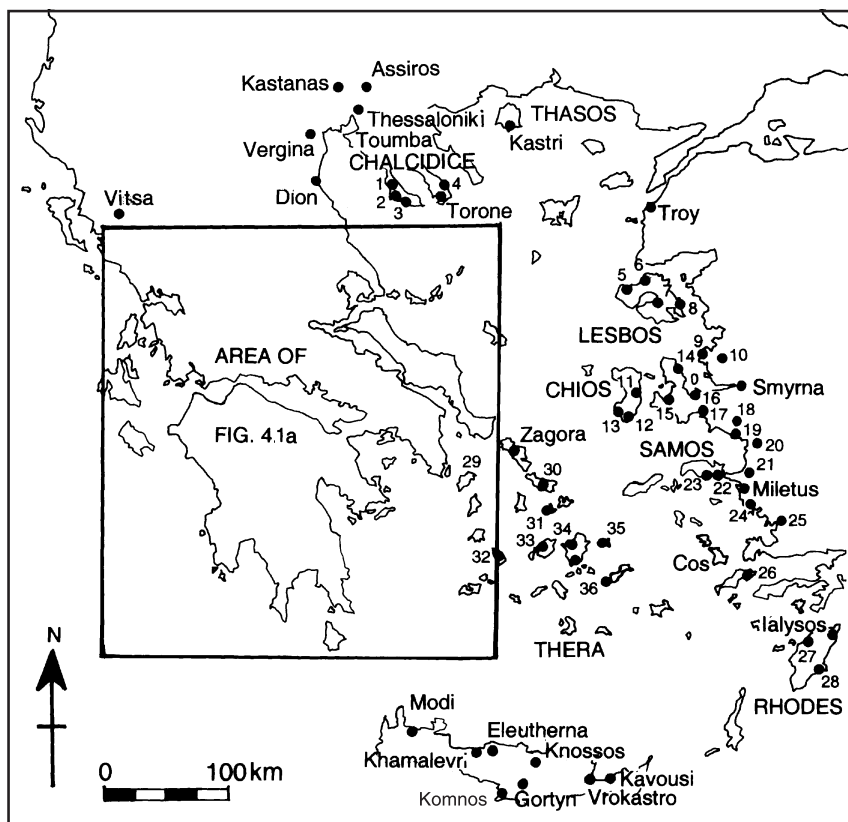 Kastanas
Assiros
Thessaloniki
Toumba
THASOS
Kastri
Vergina
CHALCIDICE
1
4
Dion
2
3
Torone
Vitsa
Troy
6
5
8
LESBOS
9
10
14
AREA OF
CHIOS
11
0
Smyrna
16
15
17
13
12
18
FIG. 4.1a
19
Zagora
20
SAMOS
29
30
21
23
22
Miletus
31
24
25
33
34
35
32
Cos
26
36
Ialysos
THERA
27
28
RHODES
N
Modi
Eleutherna
Khamalevri
Knossos
0
100 km
Kavousi
Komnos
Gortyn
Vrokastro